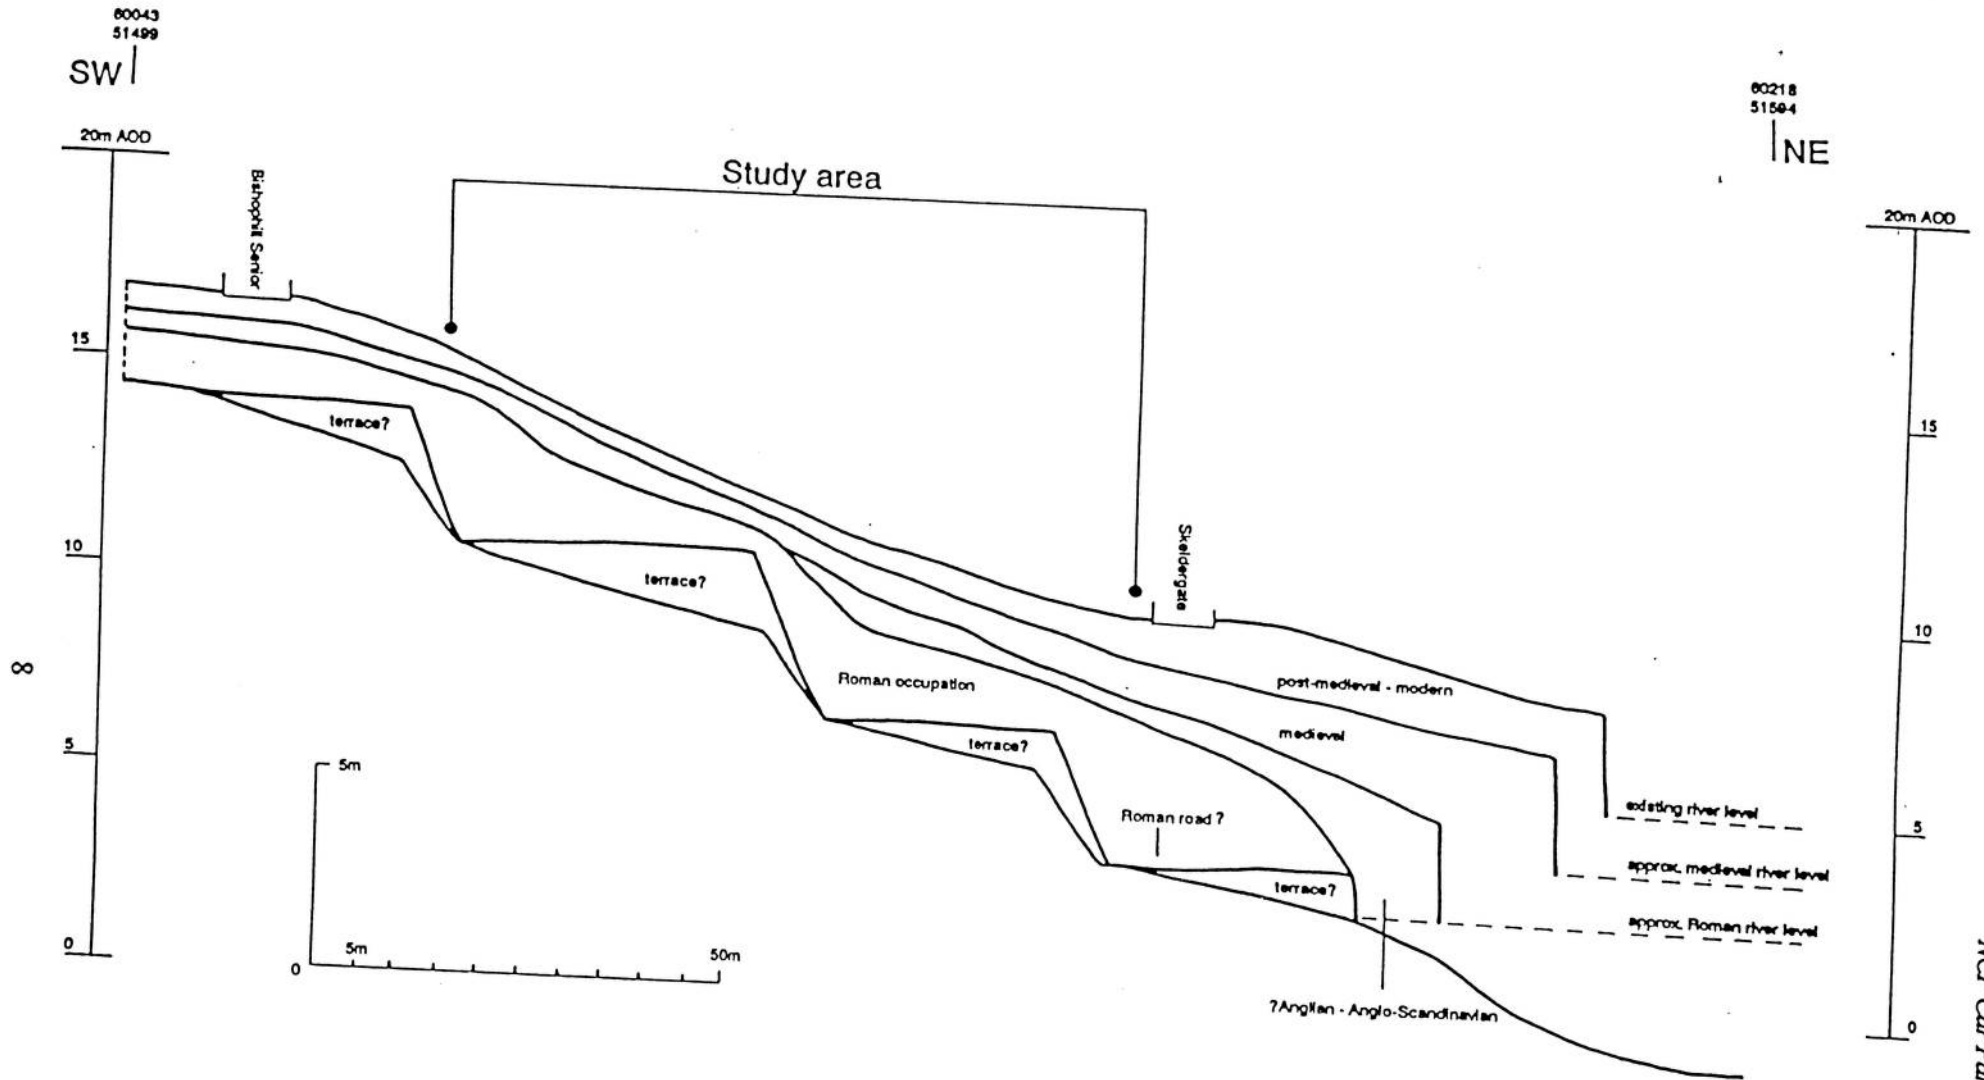 60043
51499
SW
60218
51594
NE
20m AOD
20m AOD
Study area
Bishophill Senior
15
15
terrace?
10
terrace?
Skeldergate
10
Roman occupation
post-medieval - modern
medieval
terrace?
5
5m
Roman road ?
existing river level
5
approx. medieval river level
terrace?
approx. Roman river level
0
0
5m
50m
?Anglian - Anglo-Scandinavian
0
8